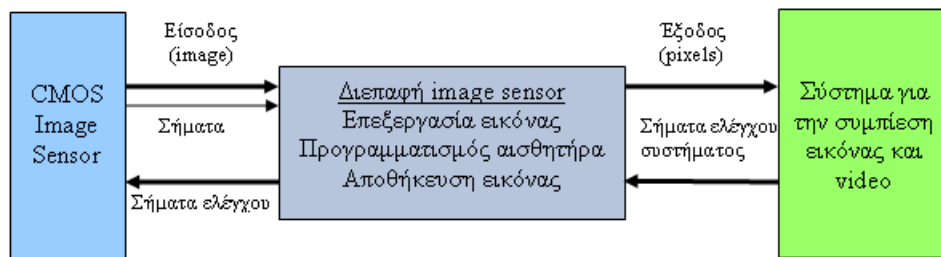 CMOS
Image
Sensor
Είσοδος
(image)
Σήματα
Σήματα ελέγχου
Διεπαφή image sensor
Επεξεργασία εικόνας
Προγραμματισμός αισθητήρα
Αποθήκευση εικόνας
Έξοδος
(pixels)
Σήματα ελέγχου
συστήματος
Σύστημα για
την συμπίεση
εικόνας και
video